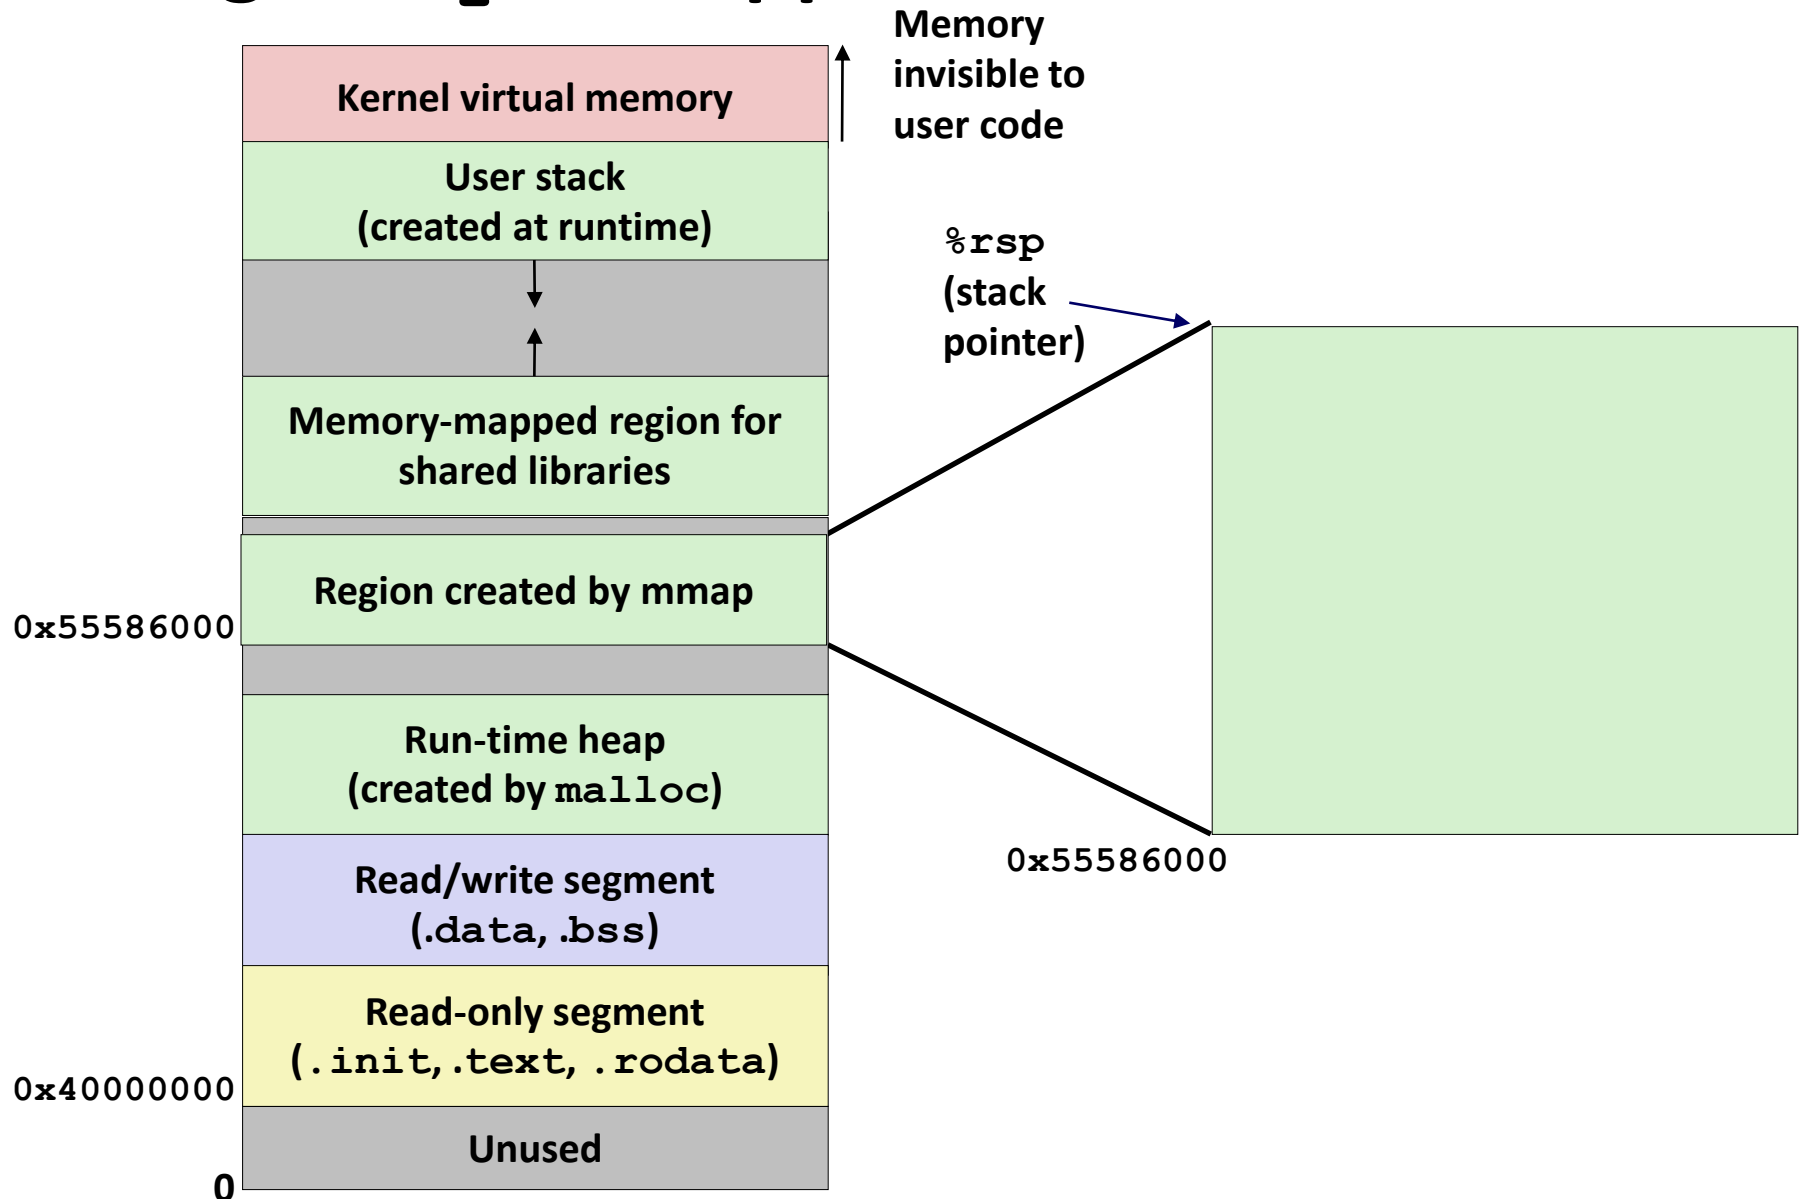 Memory
invisible to
user code
Kernel virtual memory
User stack
(created at runtime)
%rsp
(stack
pointer)
Memory-mapped region for
shared libraries
Region created by mmap
0x55586000
Run-time heap
(created by malloc)
0x55586000
Read/write segment
(.data, .bss)
Read-only segment
(.init, .text, .rodata)
0x40000000
Unused
0